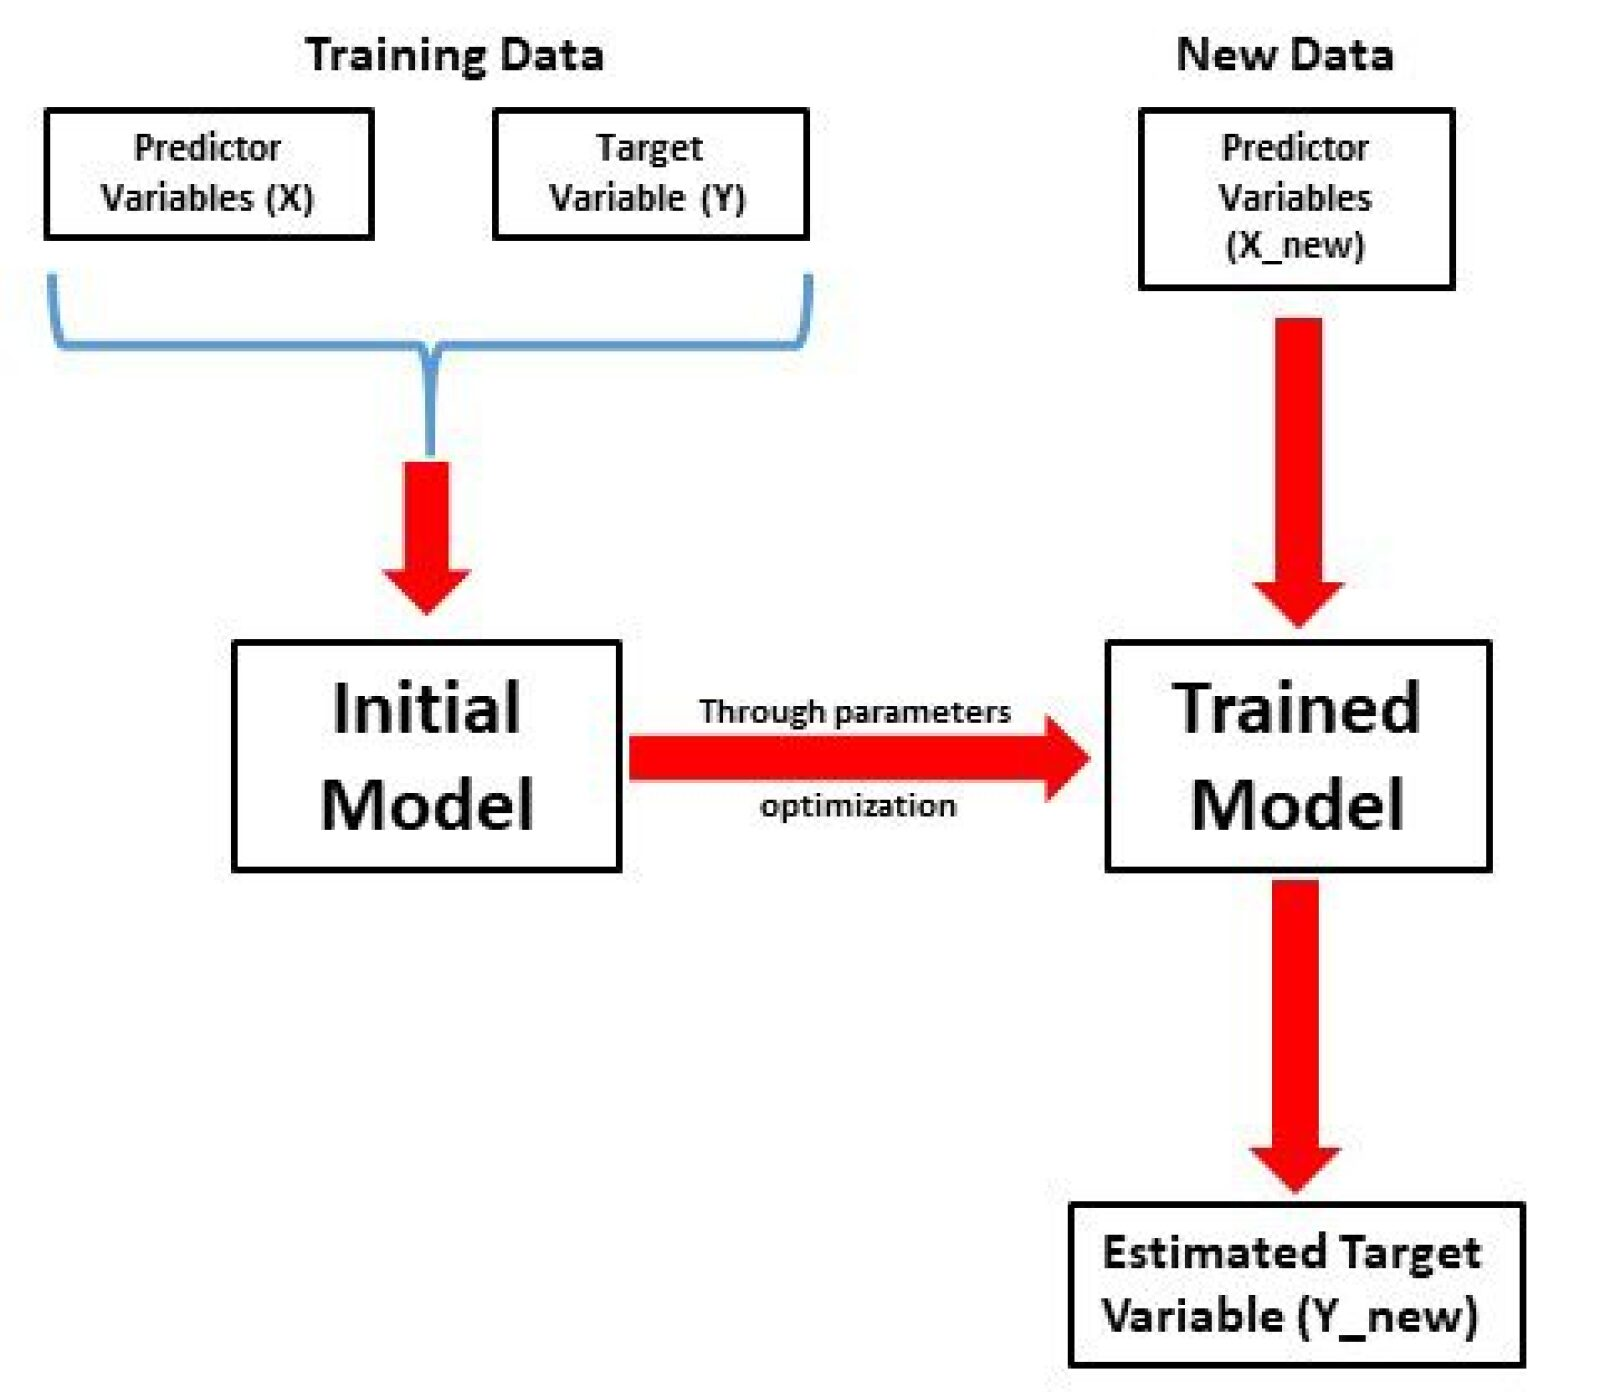 Training Data
New Data
Predictor
Variables (X)
Target
Variable (Y)
Predictor
Variables
(X_new)
Initial
Model
Through parameters
optimization
Trained
Model
Estimated Target
Variable (Y_new)